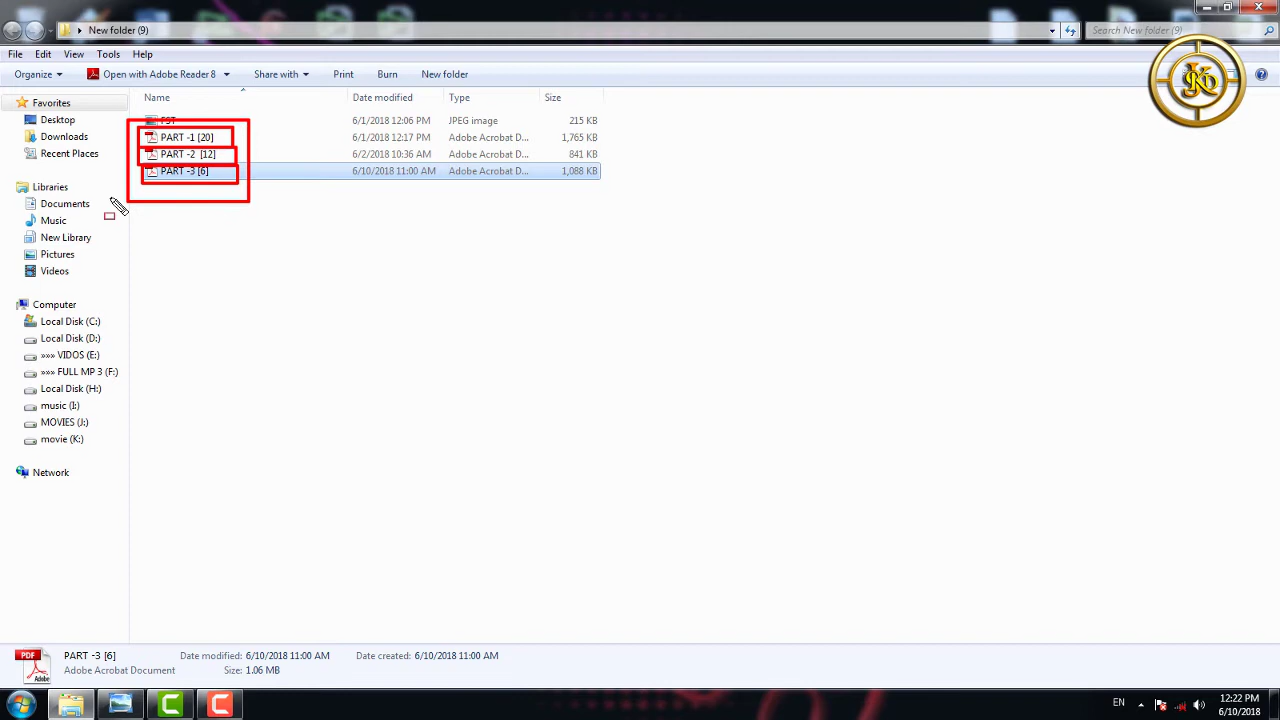 New folder (9)
Search New folder (9)
File Edit View Tools Help
Organize Open with Adobe Reader 8 Share with Print Burn New folder
Name Date modified Type Size
Favorites
Desktop
Downloads
Recent Places
Libraries
Documents
Music
New Library
Pictures
Videos
Computer
Local Disk (C:)
Local Disk (D:)
»»» VIDOS (E:)
»»» FULL MP 3 (F:)
Local Disk (H:)
music (I:)
MOVIES (J:)
movie (K:)
Network
6/1/2018 12:06 PM JPEG image 215 KB
PART -1 [20] 6/1/2018 12:17 PM Adobe Acrobat D... 1,765 KB
PART -2 [12] 6/2/2018 10:36 AM Adobe Acrobat D... 841 KB
PART -3 [6] 6/10/2018 11:00 AM Adobe Acrobat D... 1,088 KB
PDF
Adobe
PART -3 [6] Date modified: 6/10/2018 11:00 AM Date created: 6/10/2018 11:00 AM
Adobe Acrobat Document Size: 1.06 MB
EN
12:22 PM
6/10/2018